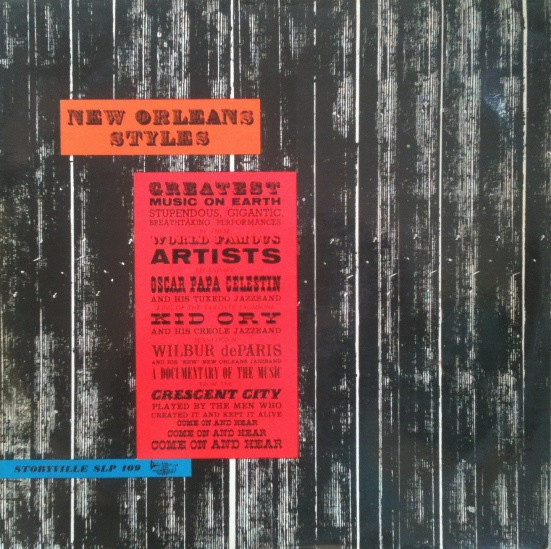 NEW ORLEANS
STYLES
GREATEST
MUSIC ON EARTH
STUPENDOUS, GIGANTIC,
BREATHTAKING PERFORMANCES
WORLD FAMOUS
ARTISTS
OSCAR PAPA CELESTIN
AND HIS TUXEDO JAZZBAND
KID ORY
AND HIS CREOLE JAZZBAND
WILBUR dePARIS
AND HIS "NEW" NEW ORLEANS JAZZBAND
A DOCUMENTARY OF THE MUSIC
FROM THE
CRESCENT CITY
PLAYED BY THE MEN WHO
CREATED IT AND KEPT IT ALIVE
COME ON AND HEAR
COME ON AND HEAR
COME ON AND HEAR
STORYVILLE SLP 109